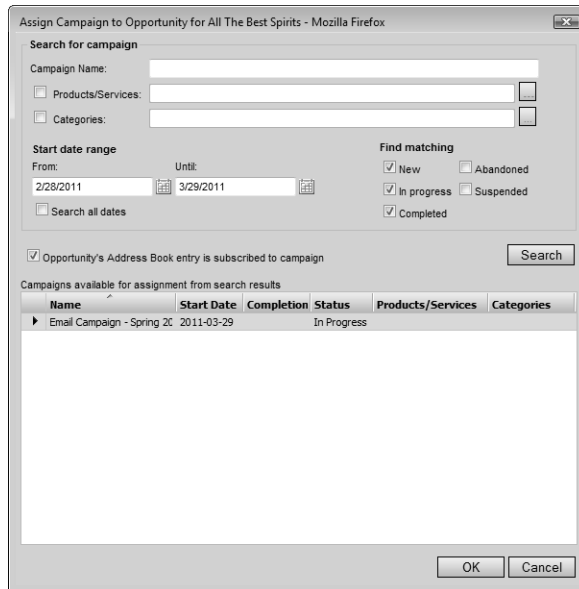 Assign Campaign to Opportunity for All The Best Spirits - Mozilla Firefox
Search for campaign
Campaign Name:
Products/Services:
...
Categories:
...
Start date range
Find matching
From:
Until:
New
Abandoned
2/28/2011
3/29/2011
In progress
Suspended
Search all dates
Completed
Opportunity's Address Book entry is subscribed to campaign
Search
Campaigns available for assignment from search results
Name Start Date Completion Status Products/Services Categories
Email Campaign - Spring 20 2011-03-29 In Progress
OK
Cancel